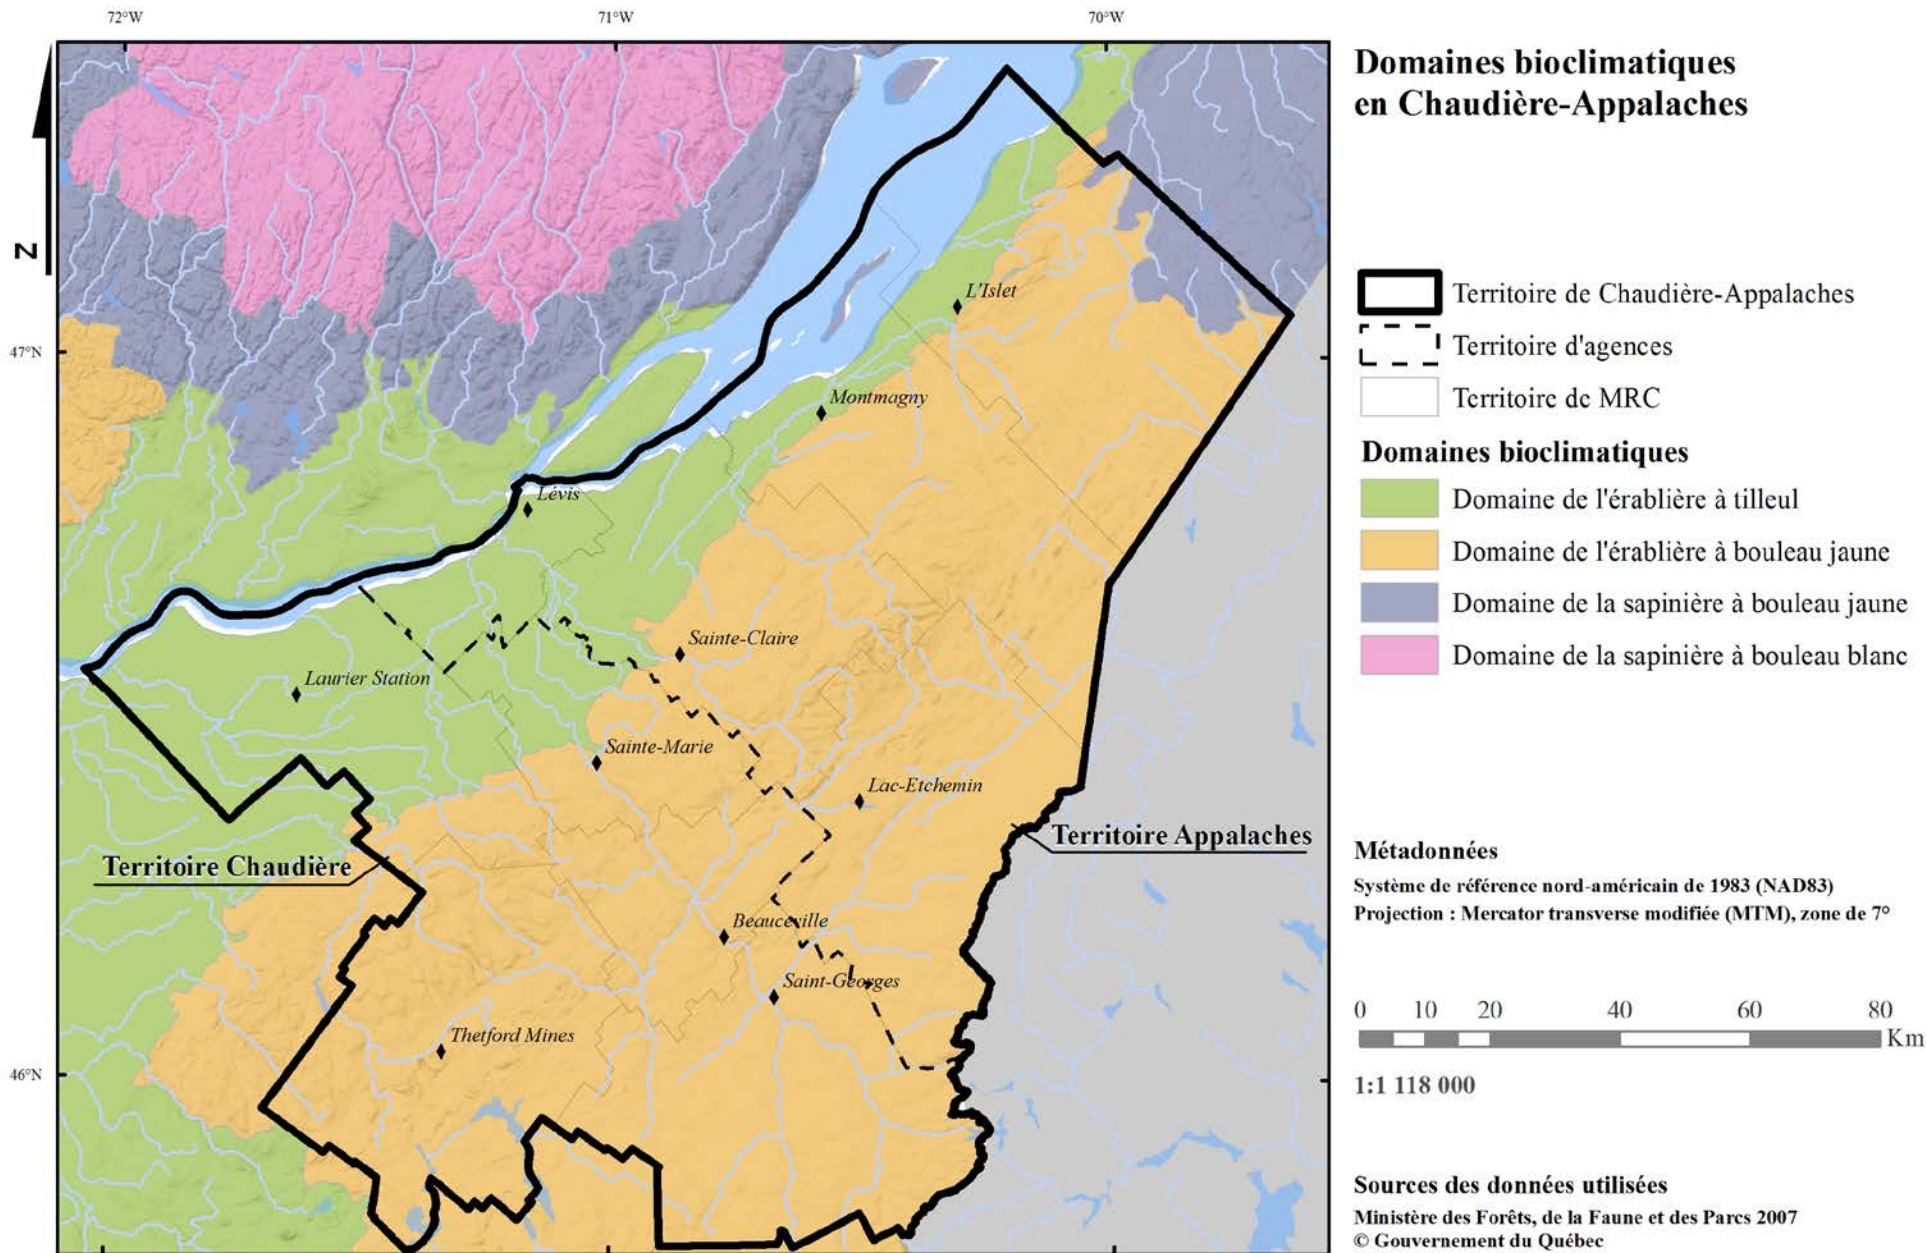 72°W
71°W
70°W
Domaines bioclimatiques
en Chaudière-Appalaches
N
47°N
46°N
L'Islet
Montmagny
Lévis
Sainte-Claire
Laurier Station
Sainte-Marie
Lac-Etchemin
Territoire Appalaches
Territoire Chaudière
Beauceville
Saint-Georges
Thetford Mines
Territoire de Chaudière-Appalaches
Territoire d'agences
Territoire de MRC
Domaines bioclimatiques
Domaine de l'érablière à tilleul
Domaine de l'érablière à bouleau jaune
Domaine de la sapinière à bouleau jaune
Domaine de la sapinière à bouleau blanc
Métadonnées
Système de référence nord-américain de 1983 (NAD83)
Projection : Mercator transverse modifiée (MTM), zone de 7°
0 10 20 40 60 80
Km
1:1 118 000
Sources des données utilisées
Ministère des Forêts, de la Faune et des Parcs 2007
© Gouvernement du Québec